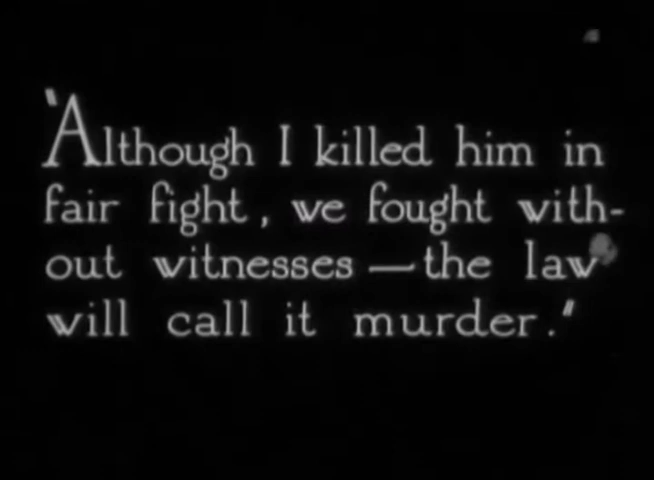 "Although I killed him in
fair fight, we fought with-
out witnesses — the law
will call it murder."